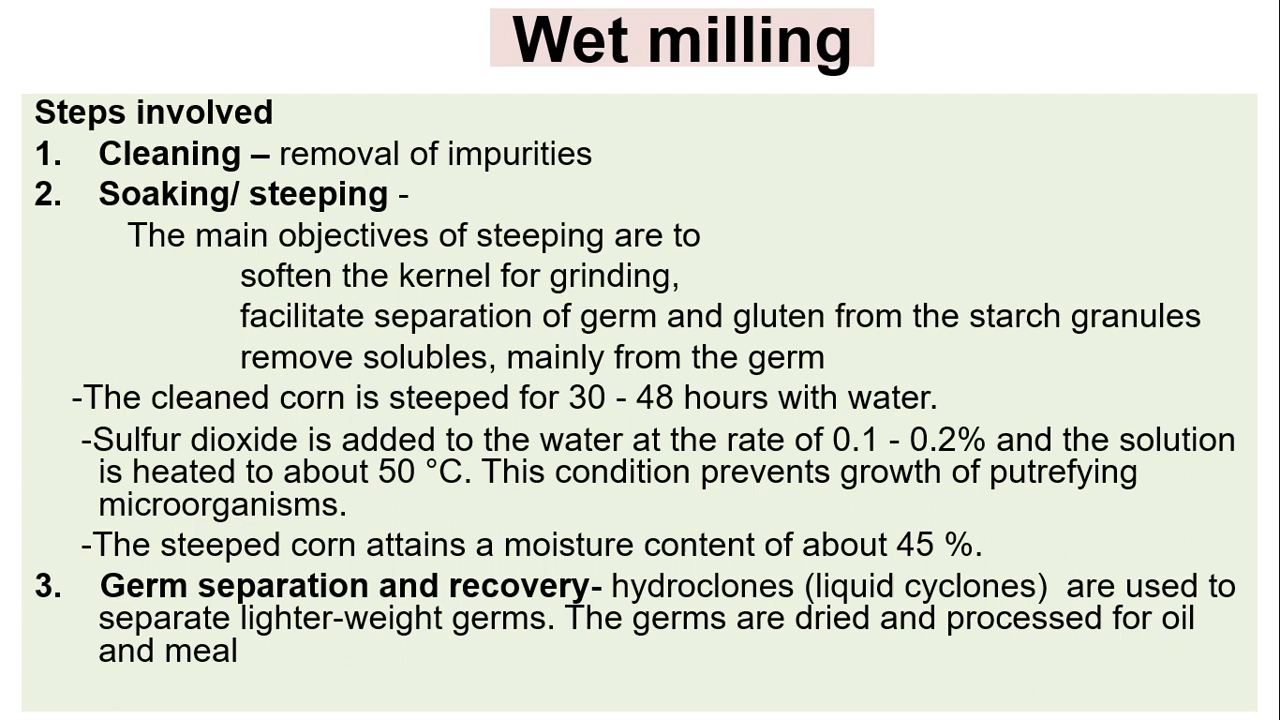 Wet milling
Steps involved
1. Cleaning – removal of impurities
2. Soaking/ steeping -
The main objectives of steeping are to
soften the kernel for grinding,
facilitate separation of germ and gluten from the starch granules
remove solubles, mainly from the germ
-The cleaned corn is steeped for 30 - 48 hours with water.
-Sulfur dioxide is added to the water at the rate of 0.1 - 0.2% and the solution
is heated to about 50 °C. This condition prevents growth of putrefying
microorganisms.
-The steeped corn attains a moisture content of about 45 %.
3. Germ separation and recovery- hydroclones (liquid cyclones) are used to
separate lighter-weight germs. The germs are dried and processed for oil
and meal